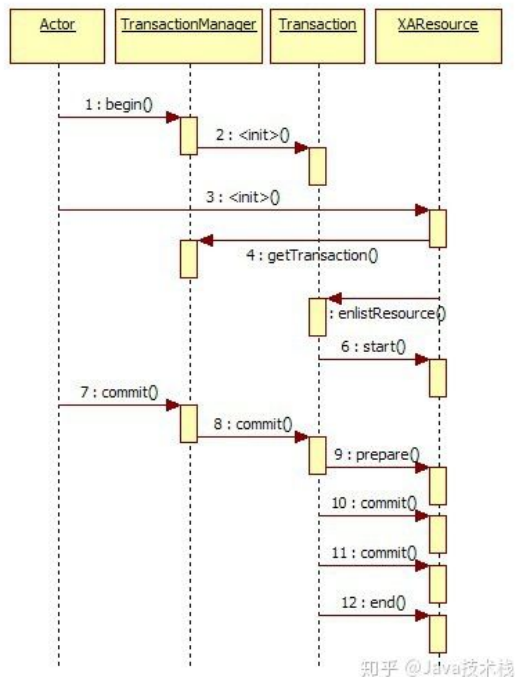 Actor
TransactionManager
Transaction
XAResource
1 : begin()
2 : <init>()
3 : <init>()
4 : getTransaction()
: enlistResource()
6 : start()
7 : commit()
8 : commit()
9 : prepare()
10 : commit()
11 : commit()
12 : end()
知乎 @Java技术栈